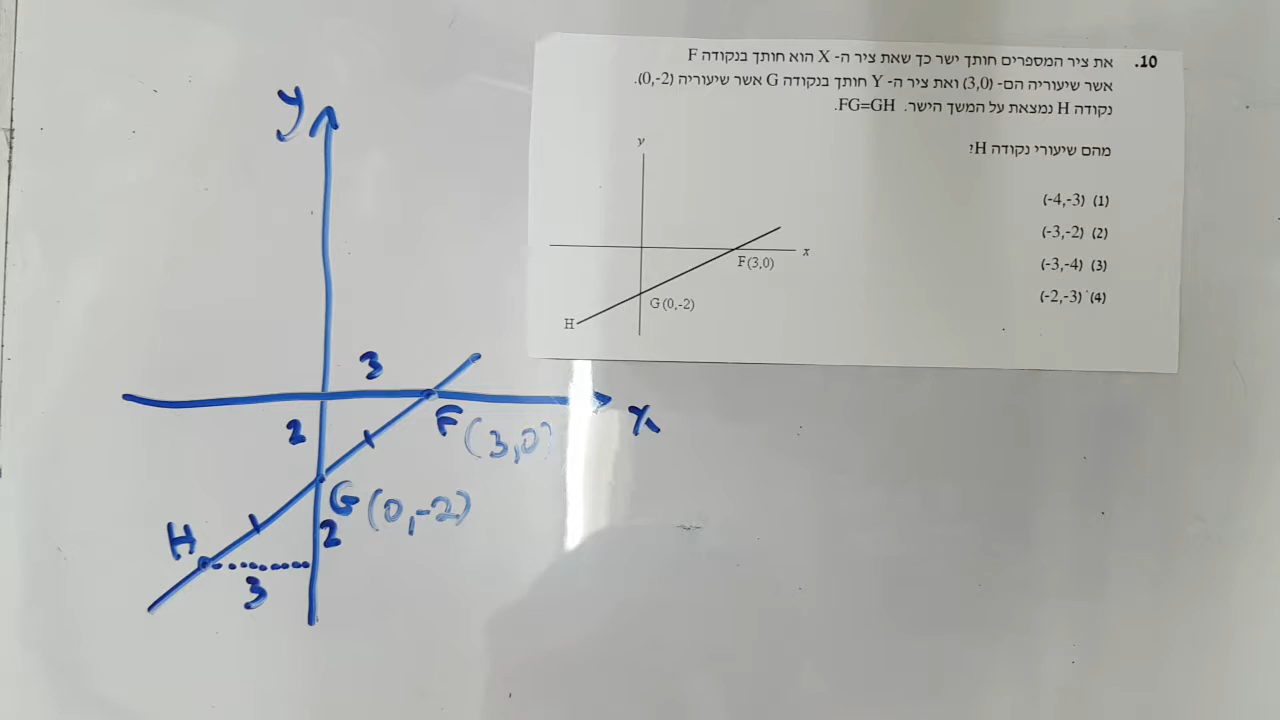 10. את ציר המספרים חותך ישר כך שאת ציר ה- X הוא חותך בנקודה F
אשר שיעוריה הם- (3,0) ואת ציר ה- Y חותך בנקודה G אשר שיעוריה (0,-2).
נקודה H נמצאת על המשך הישר. FG=GH.
מהם שיעורי נקודה H?
(1) (-4,-3)
(2) (-3,-2)
(3) (-3,-4)
(4) (-2,-3)
y
x
F(3,0)
G(0,-2)
H
y
3
x
2
F (3,0)
G (0,-2)
H
2
3